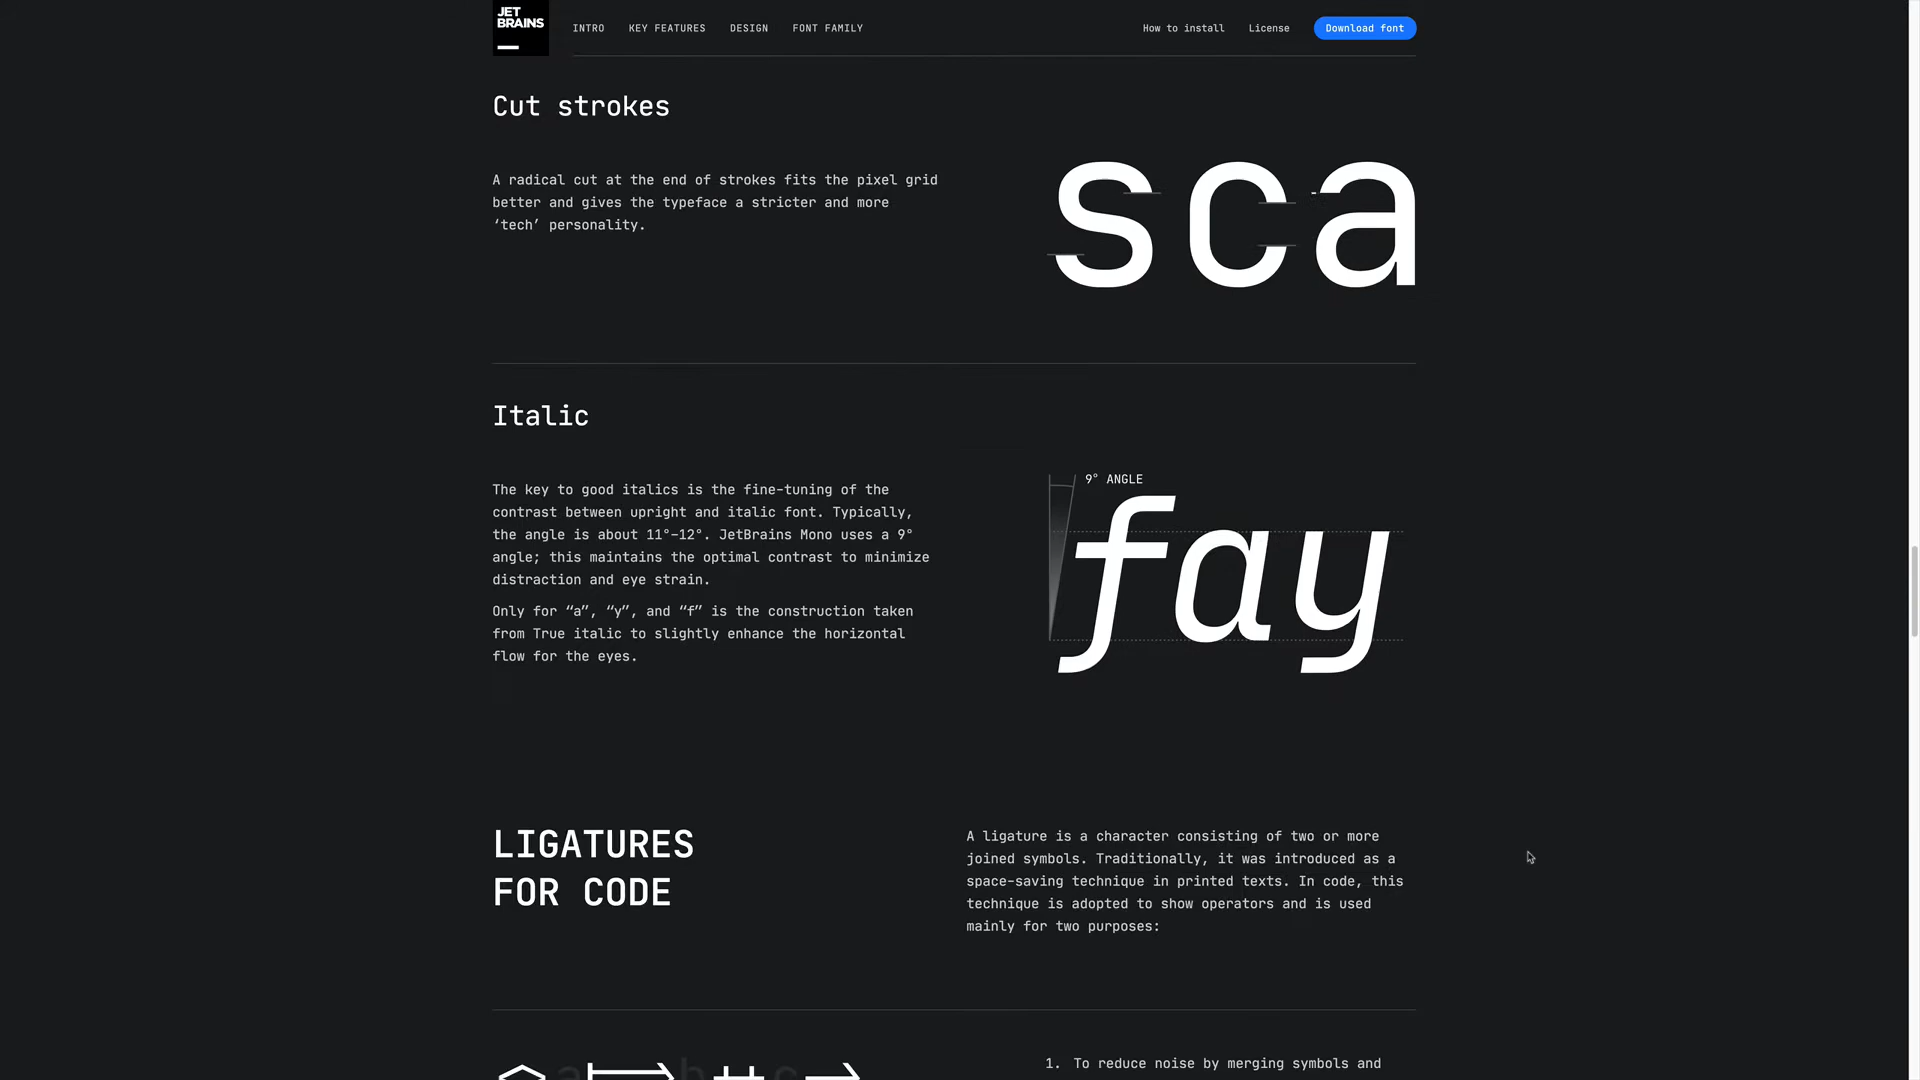 JET
BRAINS
INTRO KEY FEATURES DESIGN FONT FAMILY How to install License Download font
Cut strokes
A radical cut at the end of strokes fits the pixel grid
better and gives the typeface a stricter and more
‘tech’ personality.
sca
Italic
The key to good italics is the fine-tuning of the
contrast between upright and italic font. Typically,
the angle is about 11°–12°. JetBrains Mono uses a 9°
angle; this maintains the optimal contrast to minimize
distraction and eye strain.
Only for “a”, “y”, and “f” is the construction taken
from True italic to slightly enhance the horizontal
flow for the eyes.
9° ANGLE
fay
LIGATURES
FOR CODE
A ligature is a character consisting of two or more
joined symbols. Traditionally, it was introduced as a
space-saving technique in printed texts. In code, this
technique is adopted to show operators and is used
mainly for two purposes:
1. To reduce noise by merging symbols and